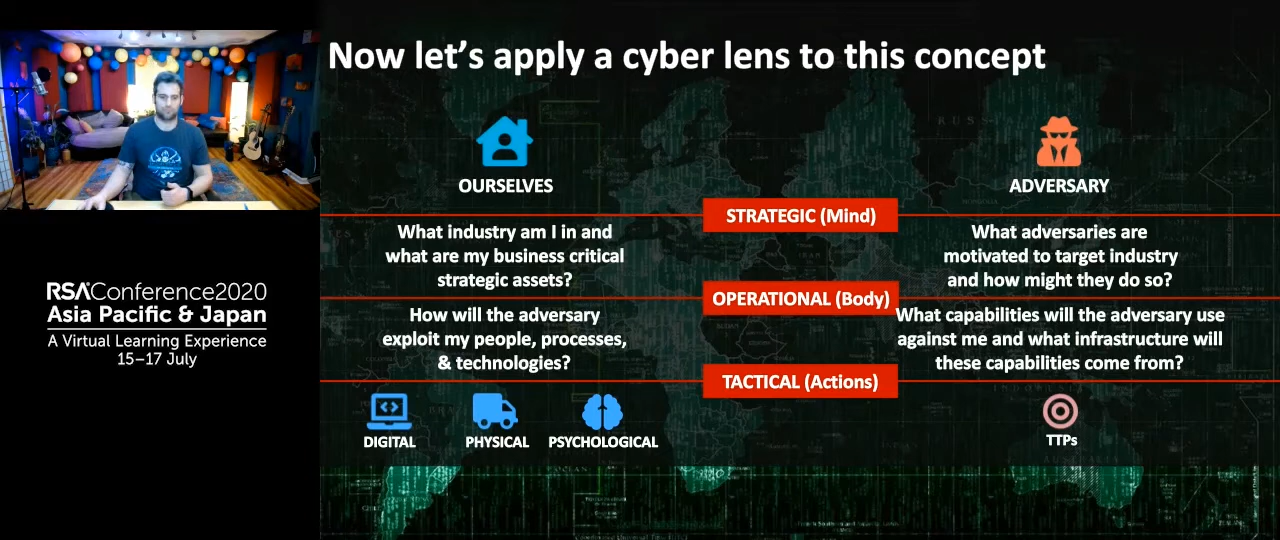 Now let's apply a cyber lens to this concept
OURSELVES
ADVERSARY
STRATEGIC (Mind)
What industry am I in and
what are my business critical
strategic assets?
What adversaries are
motivated to target industry
and how might they do so?
OPERATIONAL (Body)
How will the adversary
exploit my people, processes,
& technologies?
What capabilities will the adversary use
against me and what infrastructure will
these capabilities come from?
TACTICAL (Actions)
DIGITAL
PHYSICAL
PSYCHOLOGICAL
TTPs
RSAConference2020
Asia Pacific & Japan
A Virtual Learning Experience
15–17 July